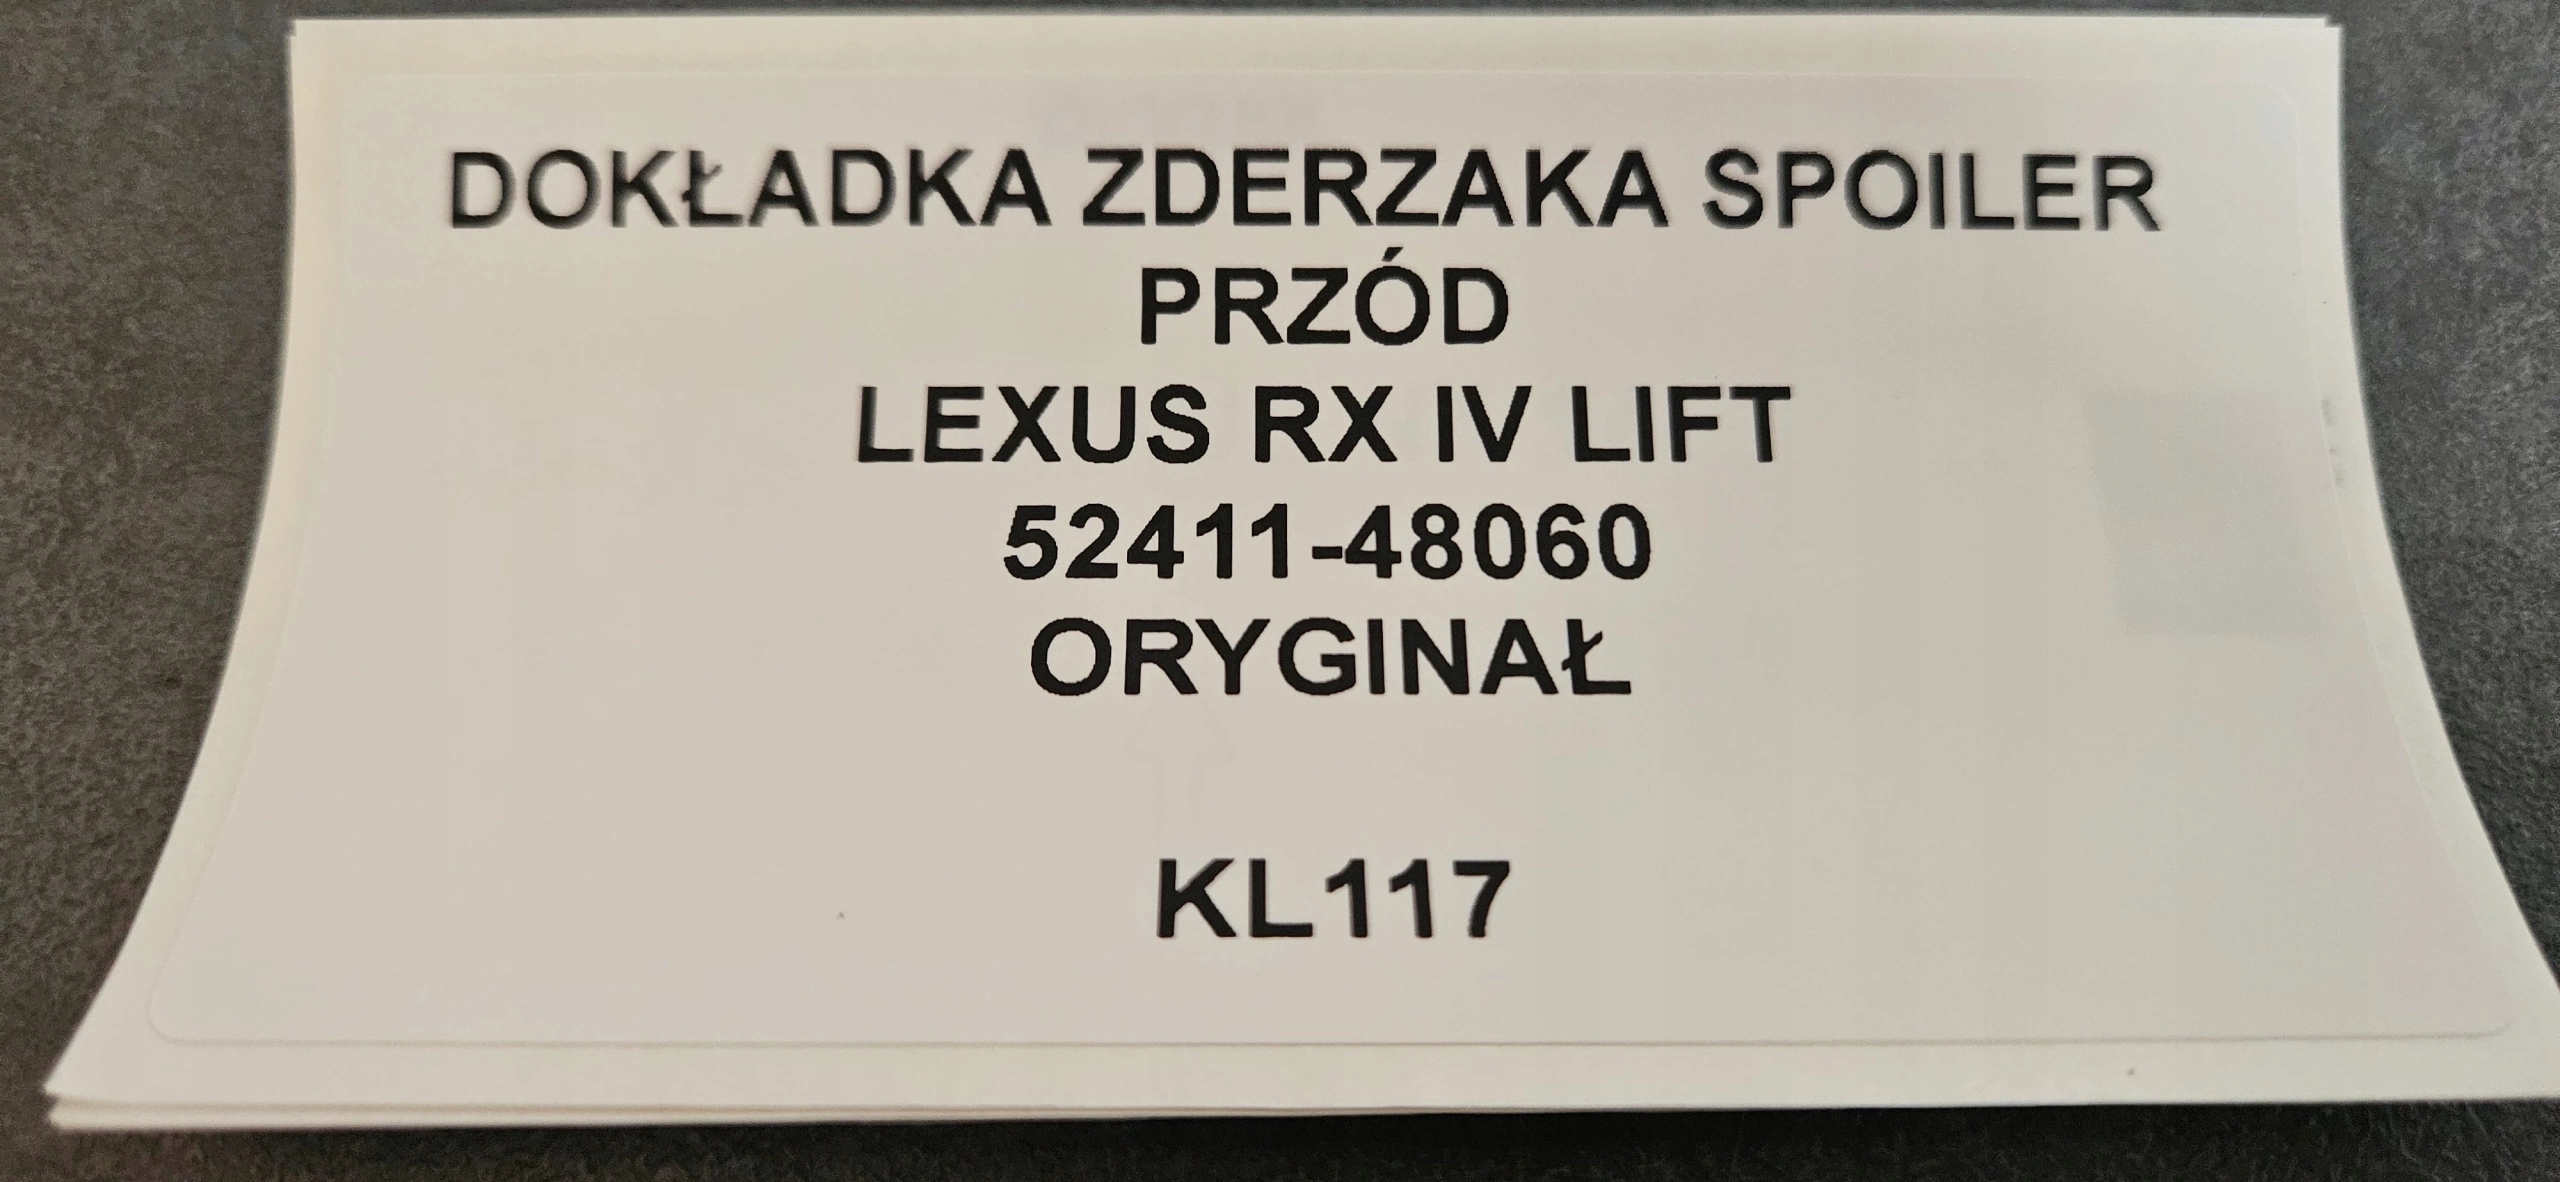 DOKŁADKA ZDERZAKA SPOILER
PRZÓD
LEXUS RX IV LIFT
52411-48060
ORYGINAŁ
KL117